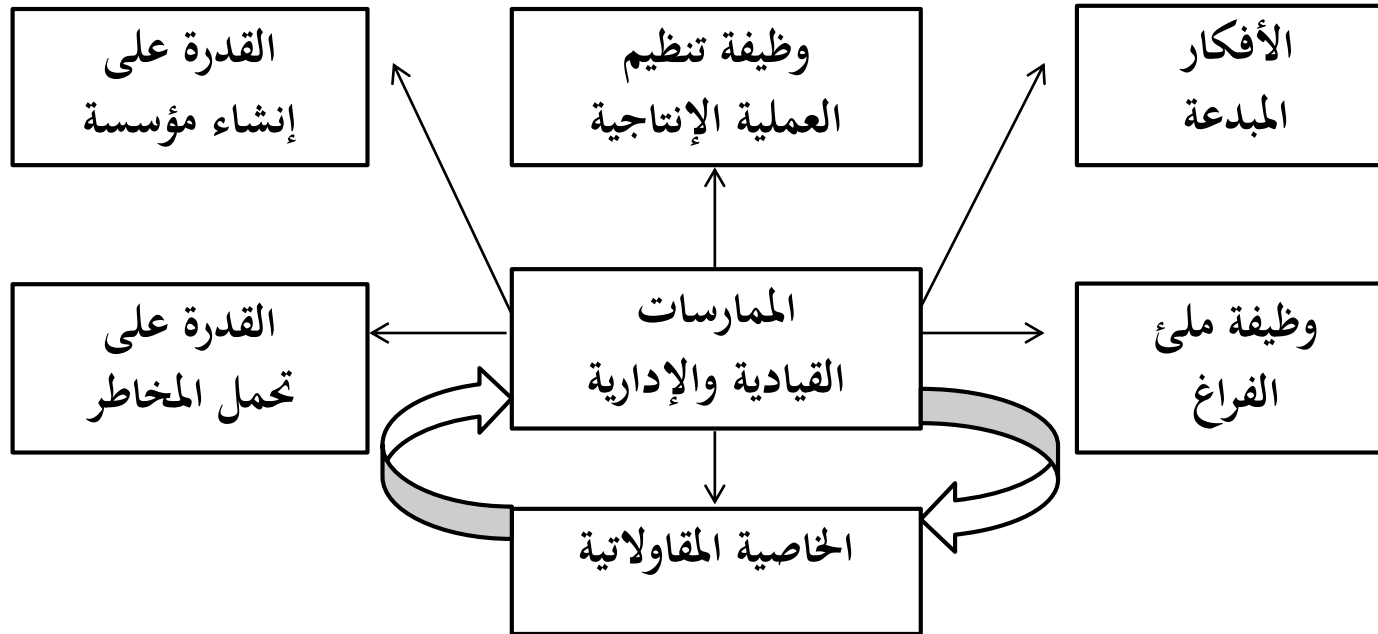 الأفكار
المبدعة
وظيفة تنظيم
العملية الإنتاجية
القدرة على
إنشاء مؤسسة
وظيفة ملئ
الفراغ
الممارسات
القيادية والإدارية
القدرة على
تحمل المخاطر
الخاصية المقاولاتية